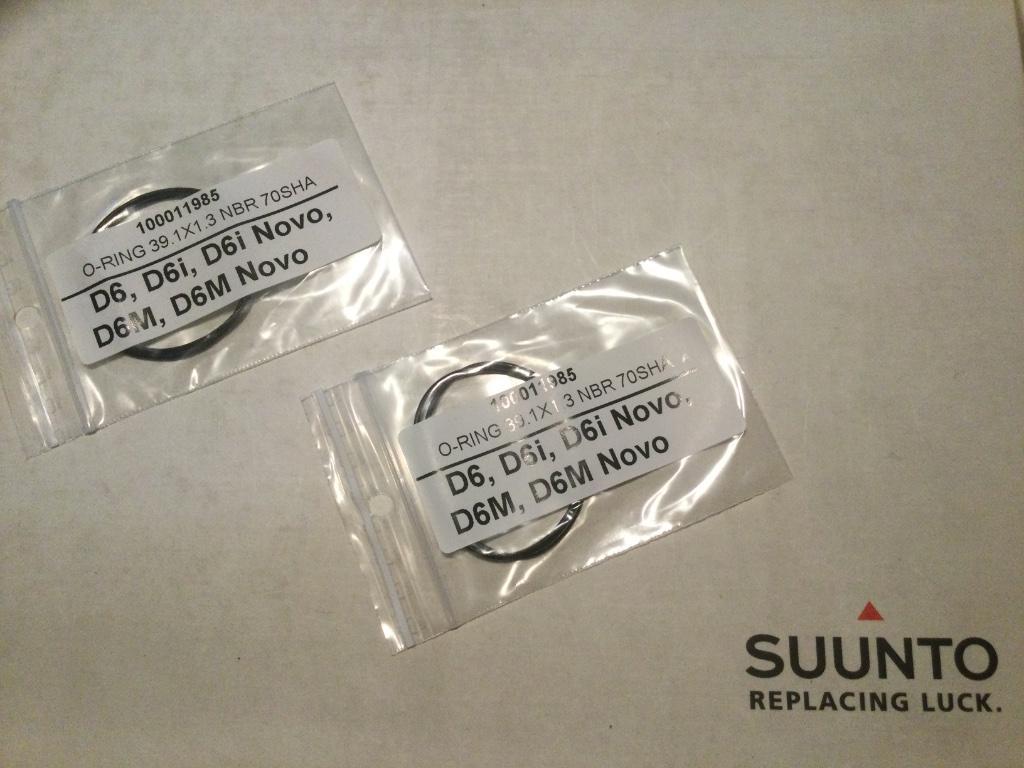 100011985
O-RING 39.1X1.3 NBR 70SHA
D6, D6i, D6i Novo,
D6M, D6M Novo
100011985
O-RING 39.1X1.3 NBR 70SHA
D6, D6i, D6i Novo,
D6M, D6M Novo
SUUNTO
REPLACING LUCK.